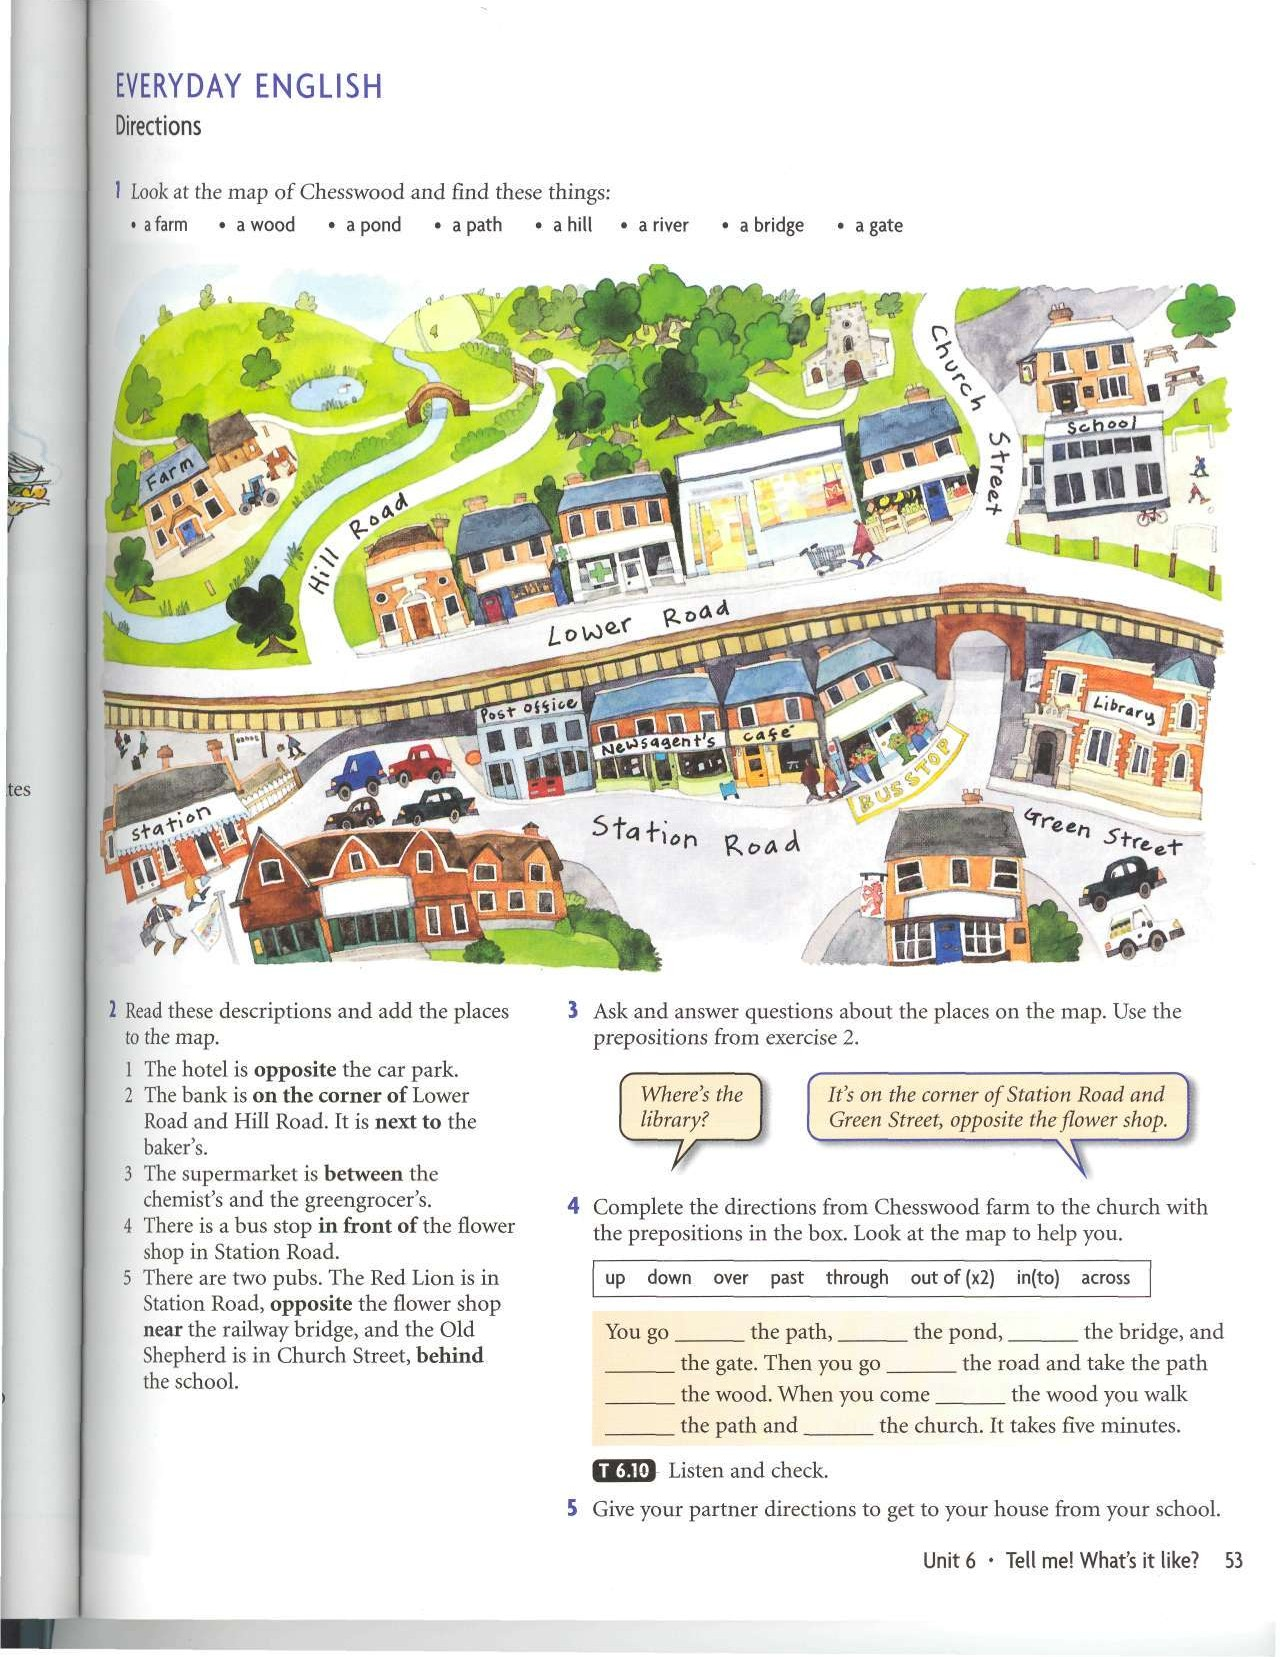 EVERYDAY ENGLISH
Directions
1 Look at the map of Chesswood and find these things:
• a farm • a wood • a pond • a path • a hill • a river • a bridge • a gate
Church Street
School
Farm
Hill Road
Lower Road
Library
Post Office
Newsagent's
café
BUS STOP
Station
Station Road
Green Street
tes
2 Read these descriptions and add the places
to the map.
1 The hotel is opposite the car park.
2 The bank is on the corner of Lower
Road and Hill Road. It is next to the
baker's.
3 The supermarket is between the
chemist's and the greengrocer's.
4 There is a bus stop in front of the flower
shop in Station Road.
5 There are two pubs. The Red Lion is in
Station Road, opposite the flower shop
near the railway bridge, and the Old
Shepherd is in Church Street, behind
the school.
3 Ask and answer questions about the places on the map. Use the
prepositions from exercise 2.
Where's the
library?
It's on the corner of Station Road and
Green Street, opposite the flower shop.
4 Complete the directions from Chesswood farm to the church with
the prepositions in the box. Look at the map to help you.
up down over past through out of (x2) in(to) across
You go ______ the path, ______ the pond, ______ the bridge, and
______ the gate. Then you go ______ the road and take the path
______ the wood. When you come ______ the wood you walk
______ the path and ______ the church. It takes five minutes.
T 6.10 Listen and check.
5 Give your partner directions to get to your house from your school.
Unit 6 • Tell me! What's it like? 53